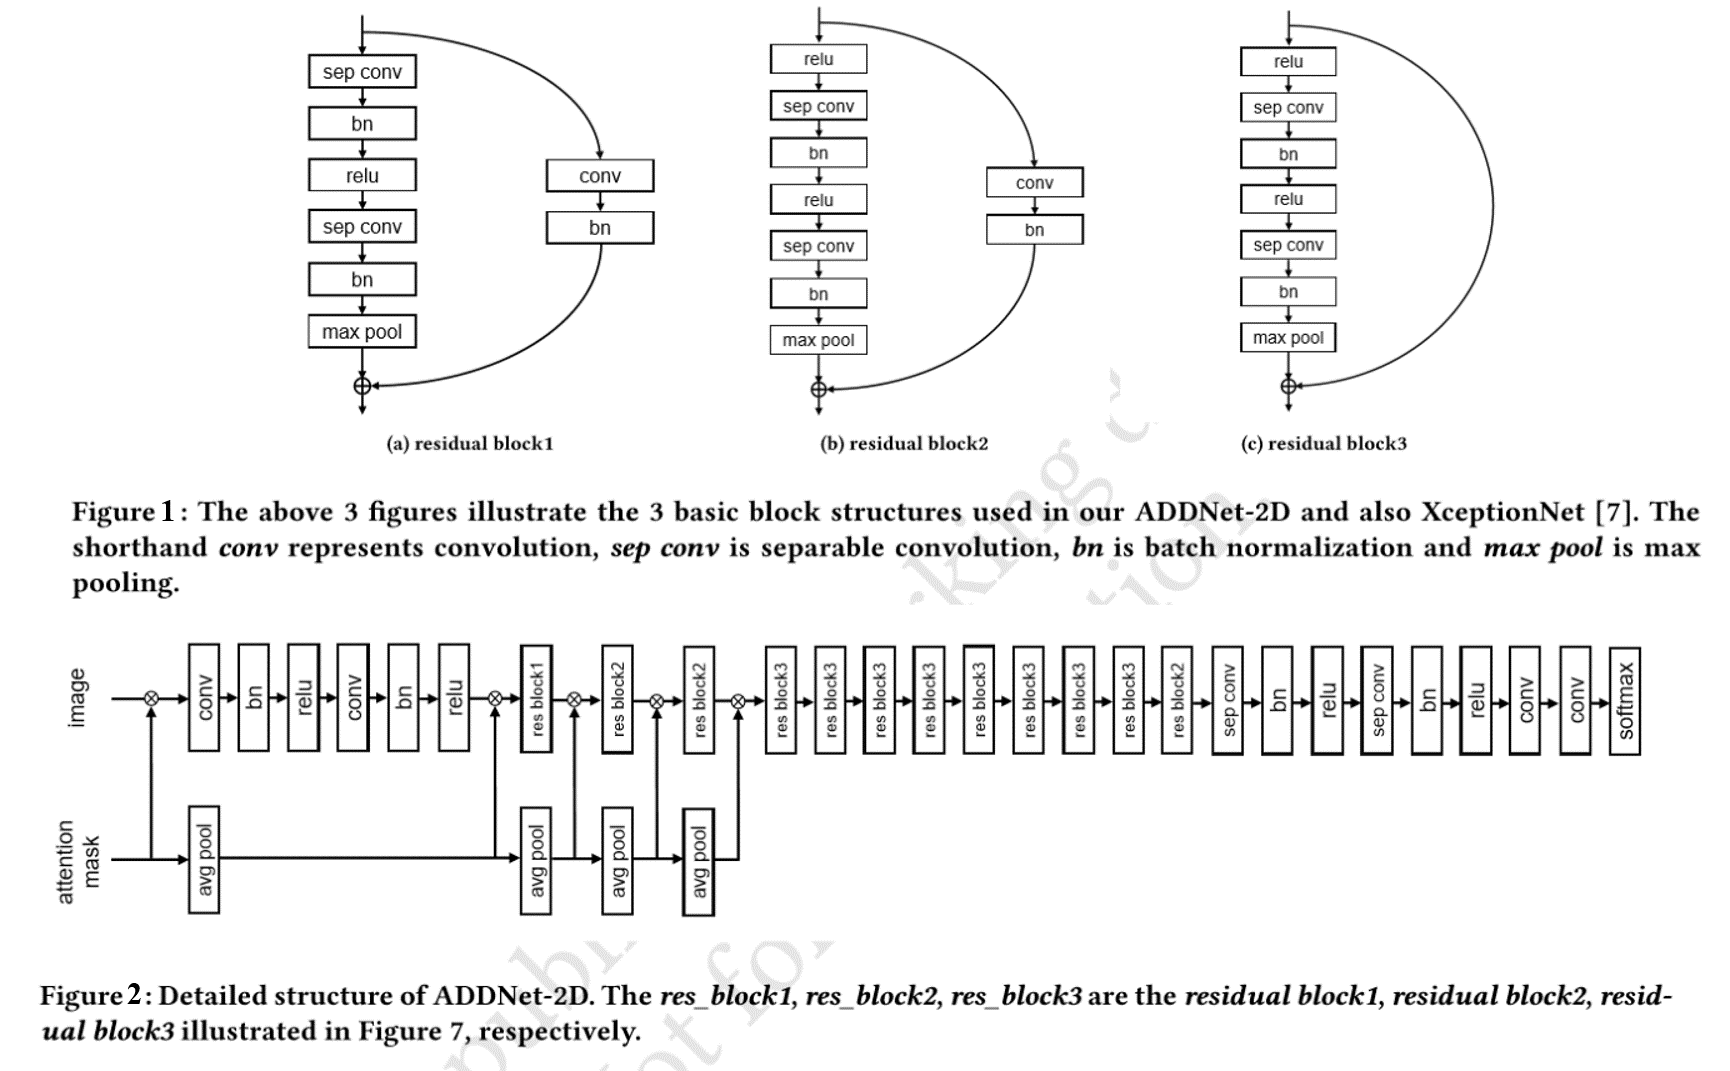 sep conv
bn
relu
sep conv
bn
max pool
conv
bn
(a) residual block1
relu
sep conv
bn
relu
sep conv
bn
max pool
conv
bn
(b) residual block2
relu
sep conv
bn
relu
sep conv
bn
max pool
(c) residual block3
Figure 1: The above 3 figures illustrate the 3 basic block structures used in our ADDNet-2D and also XceptionNet [7]. The
shorthand conv represents convolution, sep conv is separable convolution, bn is batch normalization and max pool is max
pooling.
image
conv
bn
relu
conv
bn
relu
res block1
res block2
res block2
res block3
res block3
res block3
res block3
res block3
res block3
res block3
res block3
res block2
sep conv
bn
relu
sep conv
bn
relu
conv
conv
softmax
attention
mask
avg pool
avg pool
avg pool
avg pool
Figure 2: Detailed structure of ADDNet-2D. The res_block1, res_block2, res_block3 are the residual block1, residual block2, resid-
ual block3 illustrated in Figure 7, respectively.